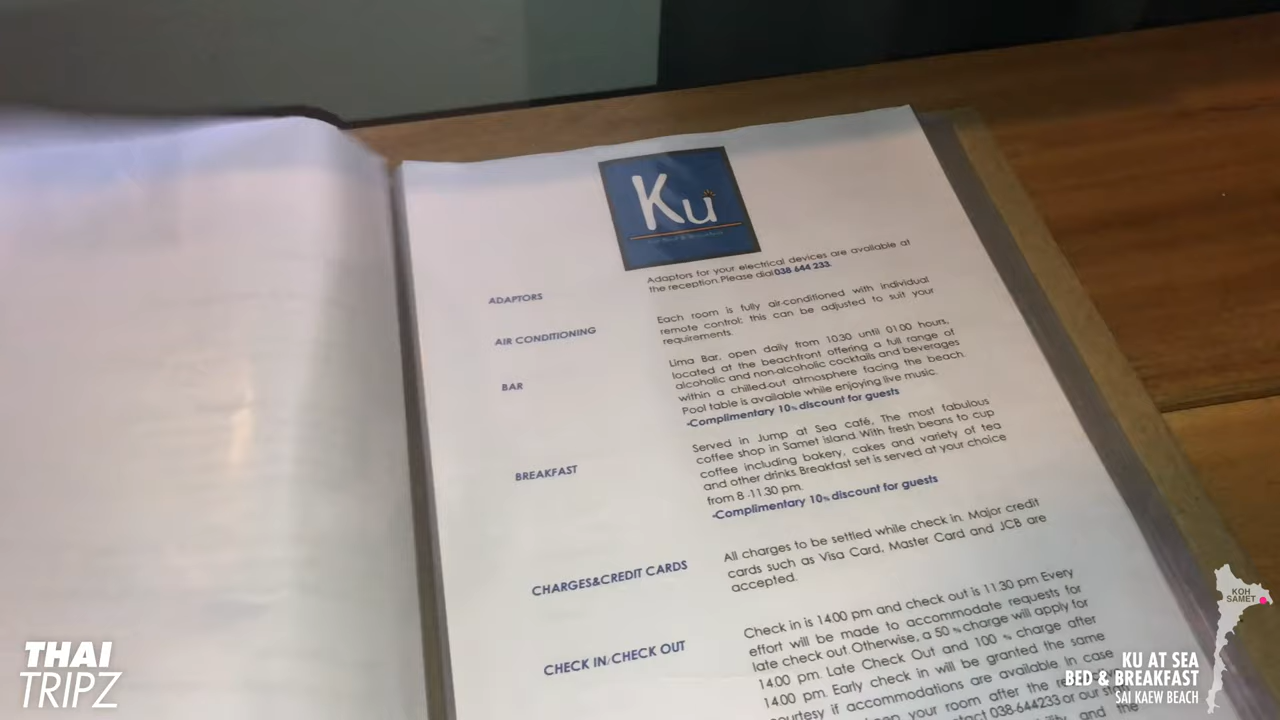 Ku
ADAPTORS
Adaptors for your electrical devices are available at
the reception.Please dial 038 644 233.
AIR CONDITIONING
Each room is fully air-conditioned with individual
remote control; this can be adjusted to suit your
requirements.
BAR
Lima Bar, open daily from 10:30 until 01.00 hours,
located at the beachfront offering a full range of
alcoholic and non-alcoholic cocktails and beverages
within a chilled-out atmosphere facing the beach.
Pool table is available while enjoying live music.
-Complimentary 10% discount for guests
BREAKFAST
Served in Jump at Sea café, The most fabulous
coffee shop in Samet island With fresh beans to cup
coffee including bakery, cakes and variety of tea
and other drinks Breakfast set is served at your choice
from 8 -11.30 pm.
-Complimentary 10% discount for guests
CHARGES&CREDIT CARDS
All charges to be settled while check in. Major credit
cards such as Visa Card, Master Card and JCB are
accepted.
CHECK IN/CHECK OUT
Check in is 14.00 pm and check out is 11.30 pm Every
effort will be made to accommodate requests for
late check out. Otherwise, a 50 % charge will apply for
14.00 pm. Late Check Out and 100 % charge after
14.00 pm. Early check in will be granted the same
courtesy if accommodations are available. In case
your room after the
038-644233 or our
and the
THAI
TRIPZ
KOH
SAMET
KU AT SEA
BED & BREAKFAST
SAI KAEW BEACH